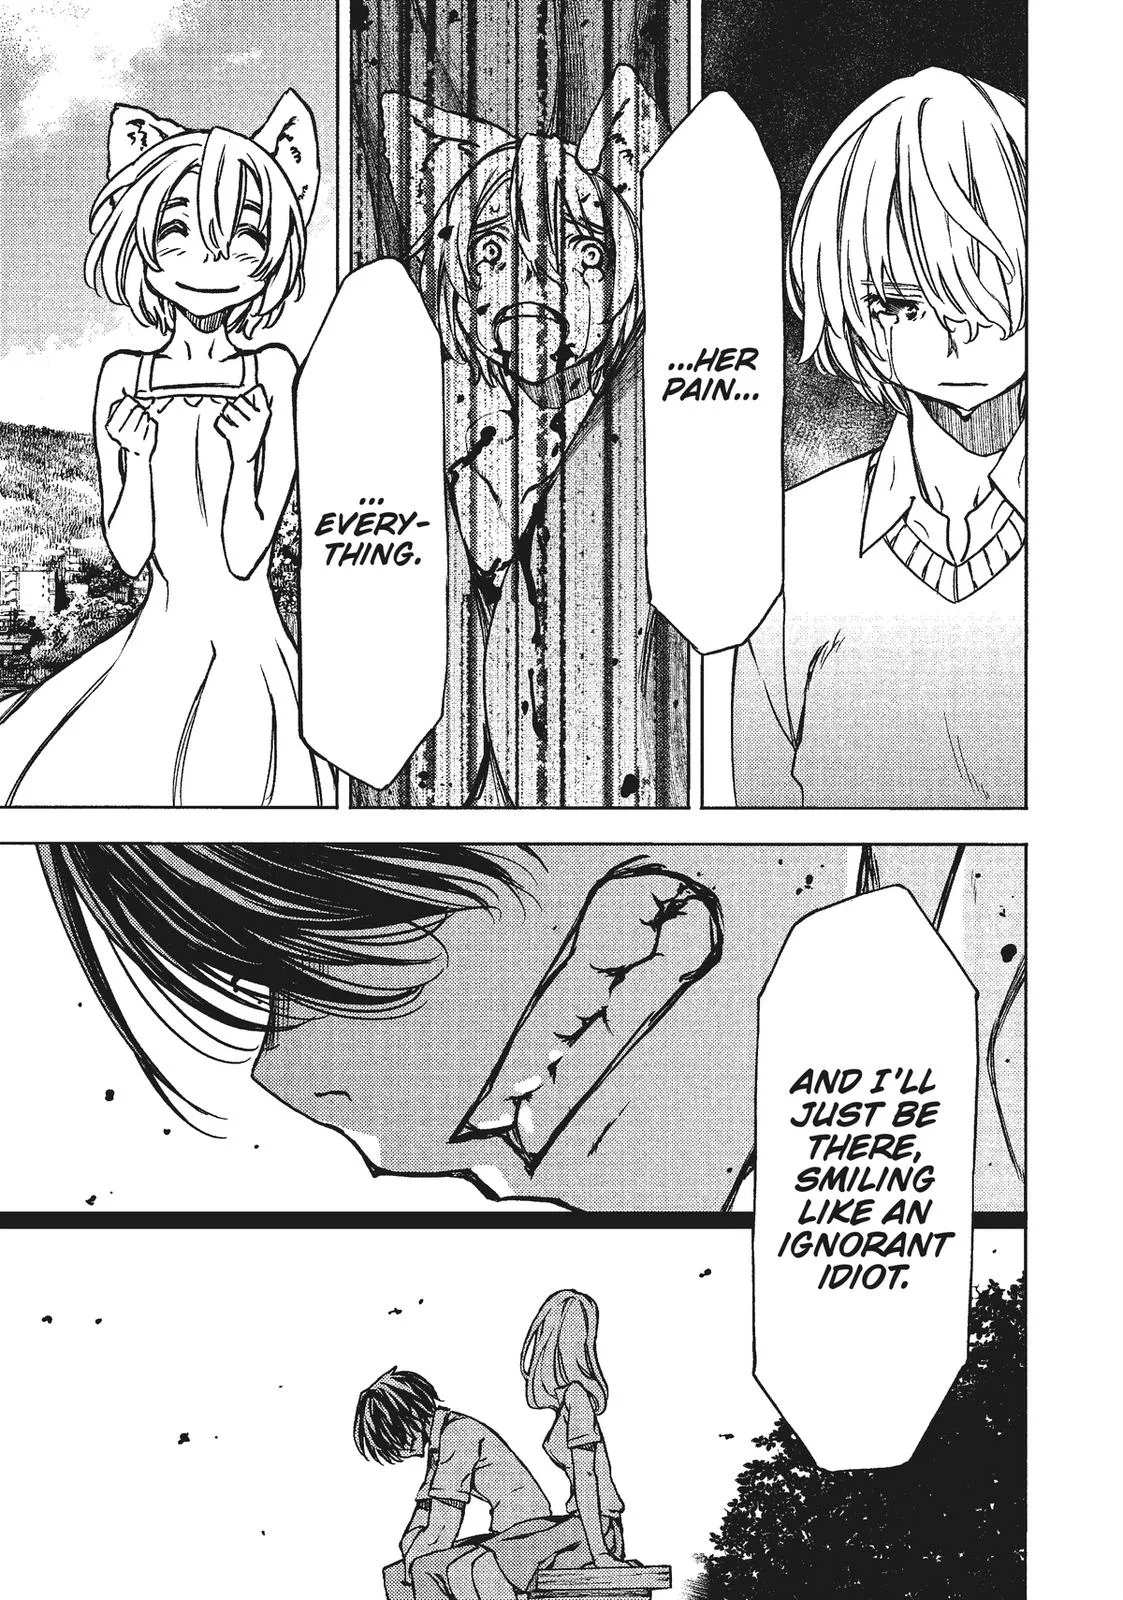 ...HER
PAIN...
...
EVERY-
THING.
AND I'LL
JUST BE
THERE,
SMILING
LIKE AN
IGNORANT
IDIOT.